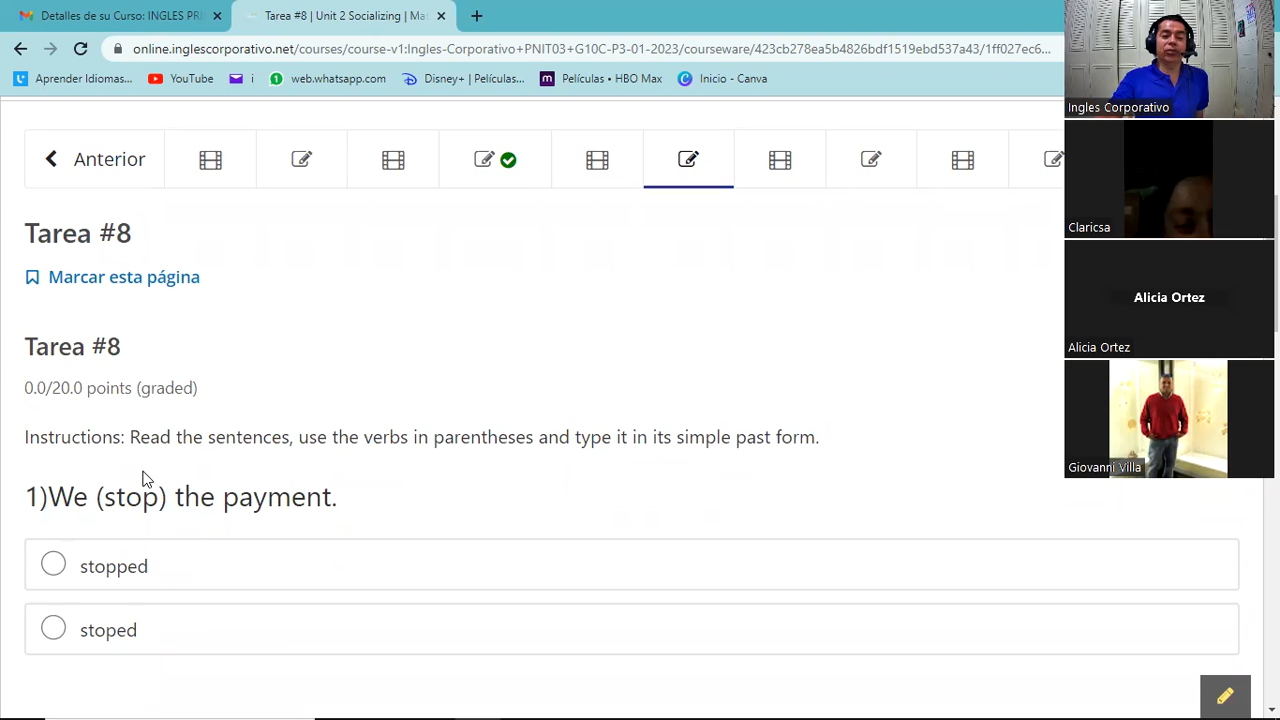 Detalles de su Curso: INGLES PRI
Tarea #8 | Unit 2 Socializing | Ma
online.inglescorporativo.net/courses/course-v1:Ingles-Corporativo+PNIT03+G10C-P3-01-2023/courseware/423cb273ea5b4826bdf13f9ebd537a43/1ff027ec6...
Aprender Idiomas...
YouTube
i
web.whatsapp.com
Disney+ | Películas...
Películas • HBO Max
Inicio - Canva
Ingles Corporativo
Anterior
Claricsa
Tarea #8
Marcar esta página
Alicia Ortez
Alicia Ortez
Tarea #8
0.0/20.0 points (graded)
Instructions: Read the sentences, use the verbs in parentheses and type it in its simple past form.
Giovanni Villa
1)We (stop) the payment.
stopped
stoped